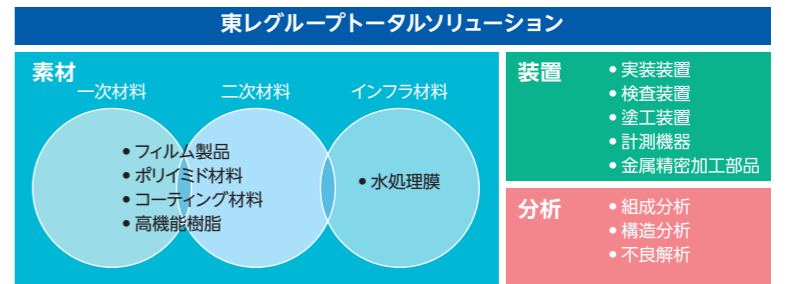 東レグループトータルソリューション
素材
一次材料
二次材料
インフラ材料
• フィルム製品
• ポリイミド材料
• コーティング材料
• 高機能樹脂
• 水処理膜
装置
• 実装装置
• 検査装置
• 塗工装置
• 計測機器
• 金属精密加工部品
分析
• 組成分析
• 構造分析
• 不良解析